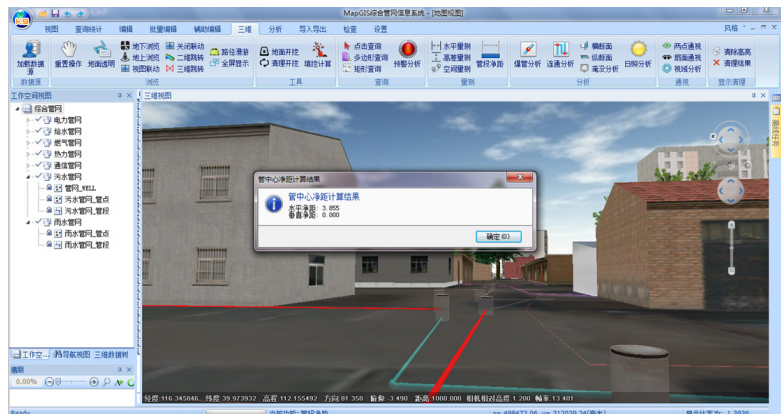 MapGIS综合管网信息系统 - [地图视图]
视图 查询统计 编辑 批量编辑 辅助编辑 三维 分析 导入导出 检查 设置 风格
加载数据源 重置操作 地面透明 地下浏览 关闭联动 路径漫游 地面开挖 填挖计算 点击查询 预警分析 水平量测 管段净距 爆管分析 连通分析 横断面 日照分析 两点通视 清除高亮
地上浏览 二维跳转 全屏显示 清理开挖 多边形查询 高差量测 纵断面 断面通视 清理结果
视图联动 三维跳转 矩形查询 空间量测 淹没分析 视域分析
数据源 浏览 工具 查询 量测 分析 通视 显示清理
工作空间视图
三维视图
综合管网
电力管网
给水管网
燃气管网
热力管网
通信管网
污水管网
管网_WELL
污水管网_管点
污水管网_管段
雨水管网
雨水管网_管点
雨水管网_管段
管中心净距计算结果
管中心净距计算结果
水平净距: 3.855
垂直净距: 0.000
确定(O)
工作空... 导航视图 三维数据树
0.00%
经度:116.345846. 纬度:39.973932 高程:112.155492 方向:81.358 俯仰:-3.490 距离:1000.000 相机相对高度:1.200 帧率:13.401
Ready 当前功能: 管段净距